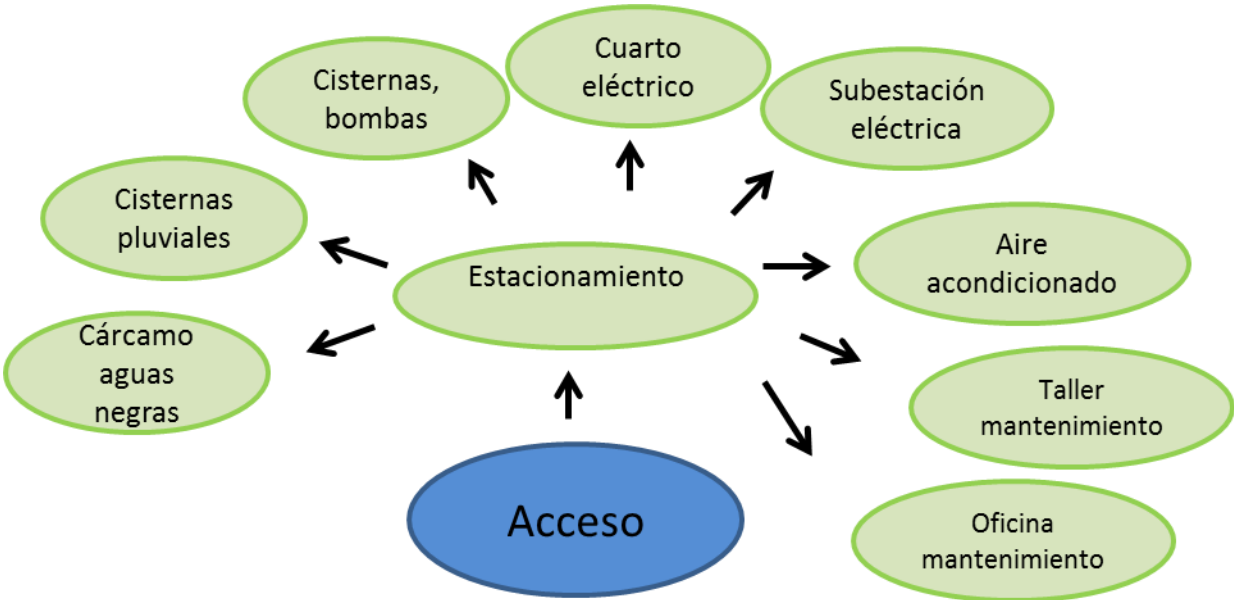 Cuarto
eléctrico
Cisternas,
bombas
Subestación
eléctrica
Cisternas
pluviales
Aire
acondicionado
Estacionamiento
Cárcamo
aguas
negras
Taller
mantenimiento
Acceso
Oficina
mantenimiento